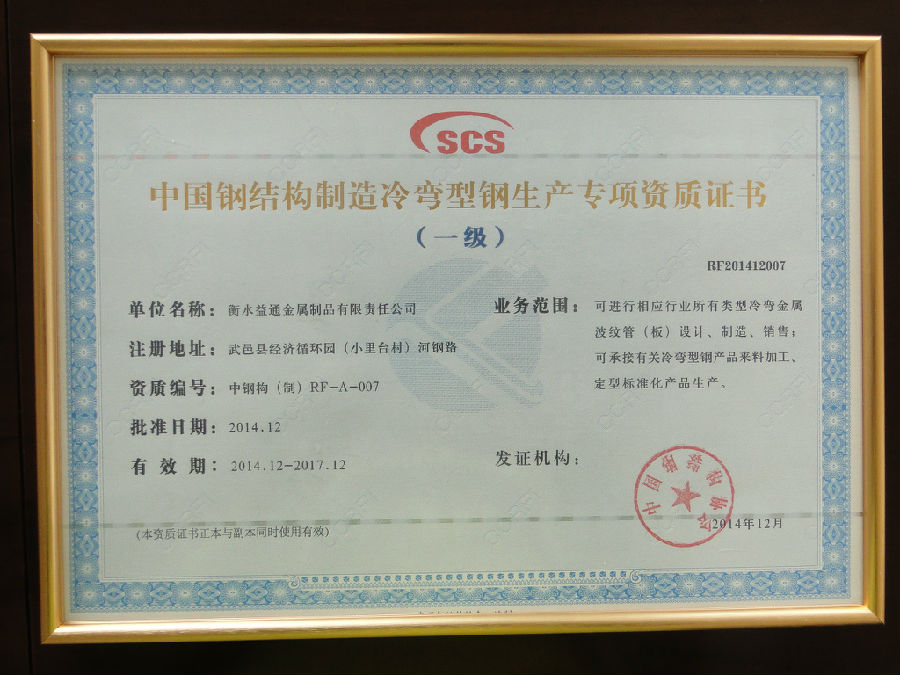 SCS
中国钢结构制造冷弯型钢生产专项资质证书
（一级）
RF201412007
单位名称：衡水益通金属制品有限责任公司
注册地址：武邑县经济循环园（小里台村）河钢路
资质编号：中钢构（制）RF-A-007
批准日期：2014.12
有效期：2014.12-2017.12
业务范围：可进行相应行业所有类型冷弯金属
波纹管（板）设计、制造、销售；
可承接有关冷弯型钢产品来料加工、
定型标准化产品生产。
发证机构：
中国钢结构协会
2014年12月
（本资质证书正本与副本同时使用有效）